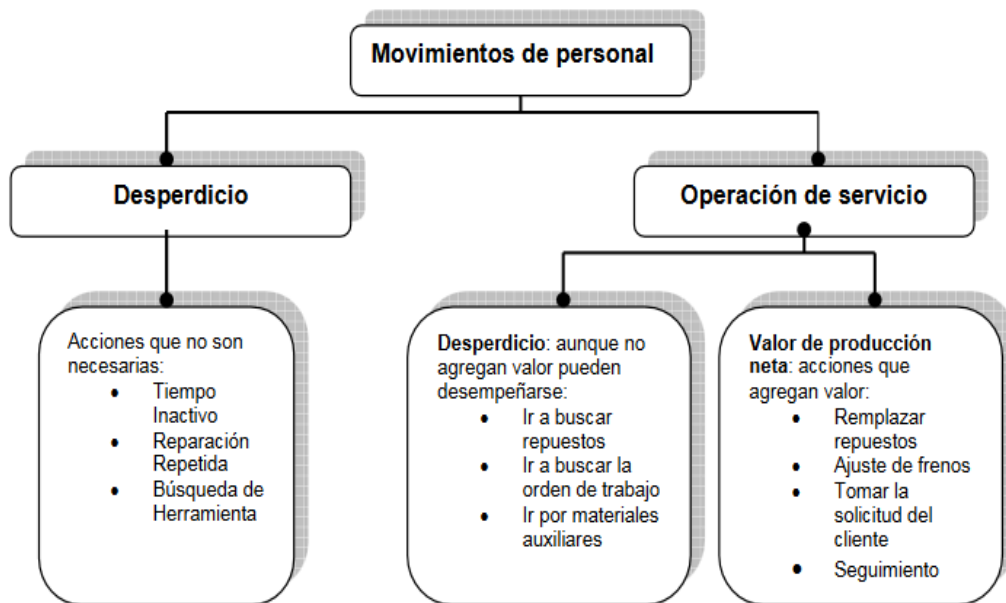 Movimientos de personal
Desperdicio
Operación de servicio
Acciones que no son
necesarias:
• Tiempo
Inactivo
• Reparación
Repetida
• Búsqueda de
Herramienta
Desperdicio: aunque no
agregan valor pueden
desempeñarse:
• Ir a buscar
repuestos
• Ir a buscar la
orden de trabajo
• Ir por materiales
auxiliares
Valor de producción
neta: acciones que
agregan valor:
• Remplazar
repuestos
• Ajuste de frenos
• Tomar la
solicitud del
cliente
• Seguimiento